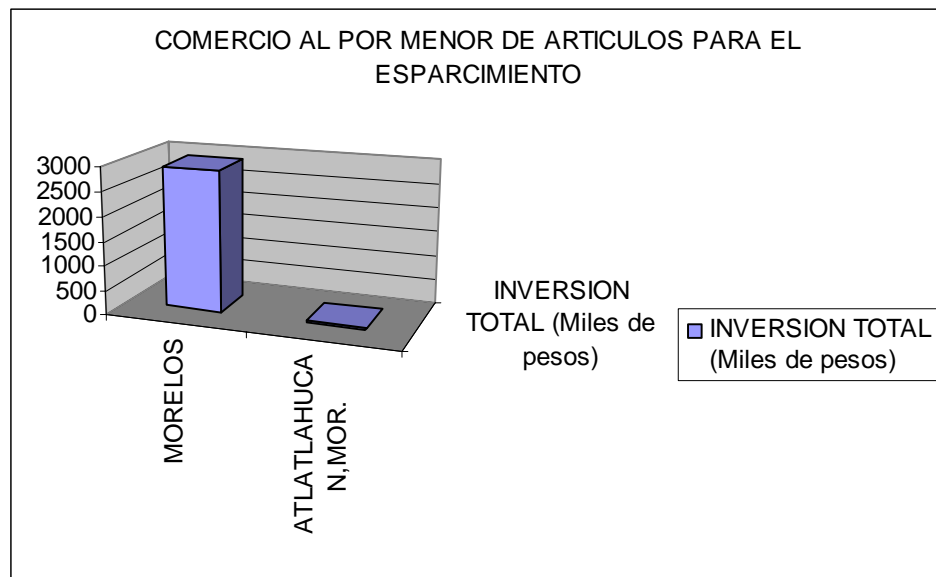 COMERCIO AL POR MENOR DE ARTICULOS PARA EL
ESPARCIMIENTO
3000
2500
2000
1500
1000
500
0
MORELOS
ATLATLAHUCA
N,MOR.
INVERSION
TOTAL (Miles de
pesos)
INVERSION TOTAL
(Miles de pesos)